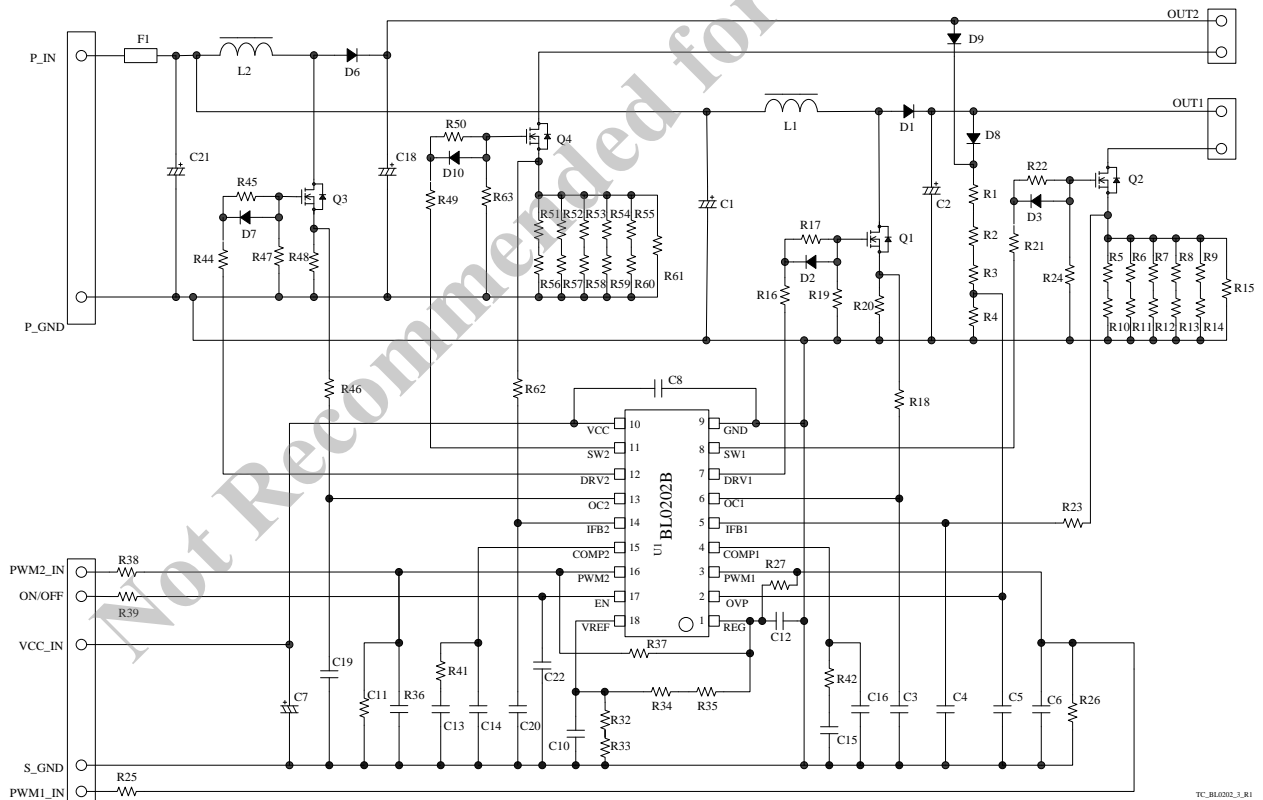 OUT2
F1
D9
P_IN
L2
D6
OUT1
R50
Q4
L1
D1
D8
C21
D10
C18
R22
Q2
R45
Q3
R49
R63
R51 R52 R53 R54 R55
C1
C2
R1
D3
D7
R17
Q1
R2
R21
R44
R47
R48
R61
D2
R3
R24
R5 R6 R7 R8 R9
R56 R57 R58 R59 R60
R16
R19
R20
R4
R15
P_GND
R10 R11 R12 R13 R14
R46
R62
C8
R18
VCC 10 9 GND
SW2 11 8 SW1
DRV2 12 7 DRV1
OC2 13 6 OC1
IFB2 14 5 IFB1
COMP2 15 4 COMP1
PWM2 16 3 PWM1
EN 17 2 OVP
VREF 18 1 REG
U1
BL0202B
R23
R27
C12
PWM2_IN
R38
ON/OFF
R39
VCC_IN
R37
C19
R41
C22
R42
C7
C11
R36
R34
R35
C16
C3
C4
C5
C6
R26
C13
C14
C20
C10
R32
R33
C15
S_GND
R25
PWM1_IN
TC_BL0202_3_R1
Not Recommended for